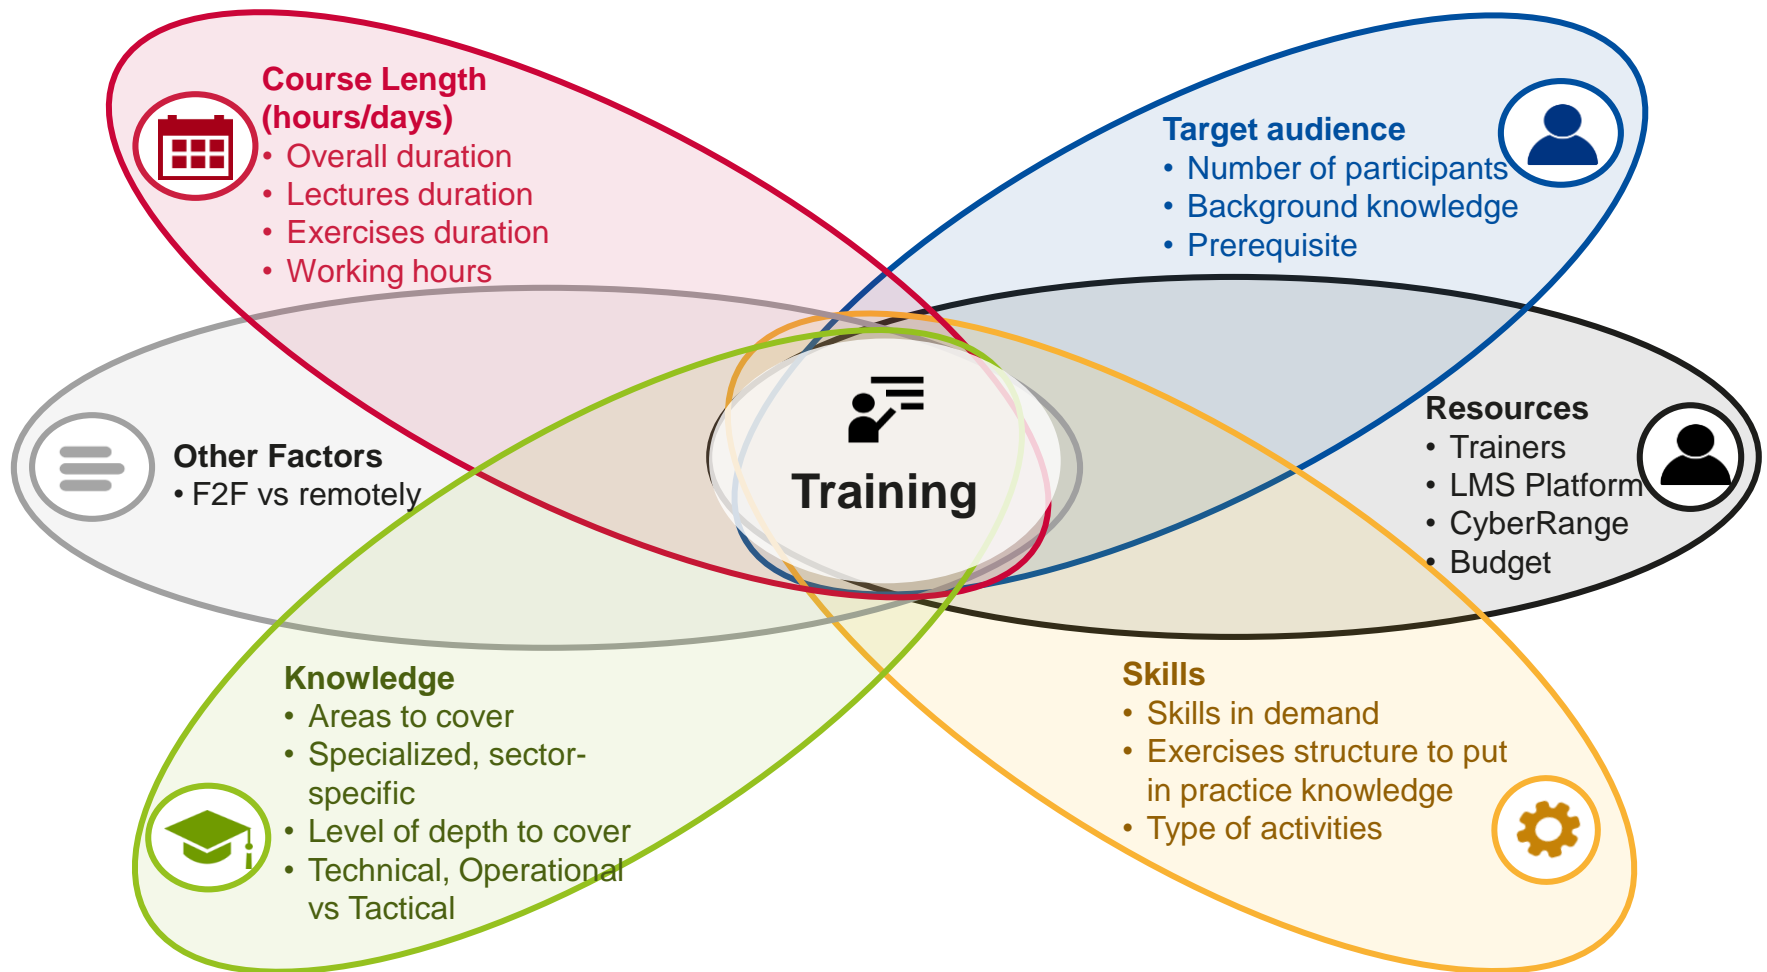 Course Length
(hours/days)
• Overall duration
• Lectures duration
• Exercises duration
• Working hours
Target audience
• Number of participants
• Background knowledge
• Prerequisite
Other Factors
• F2F vs remotely
Training
Resources
• Trainers
• LMS Platform
• CyberRange
• Budget
Knowledge
• Areas to cover
• Specialized, sector-
specific
• Level of depth to cover
• Technical, Operational
vs Tactical
Skills
• Skills in demand
• Exercises structure to put
in practice knowledge
• Type of activities